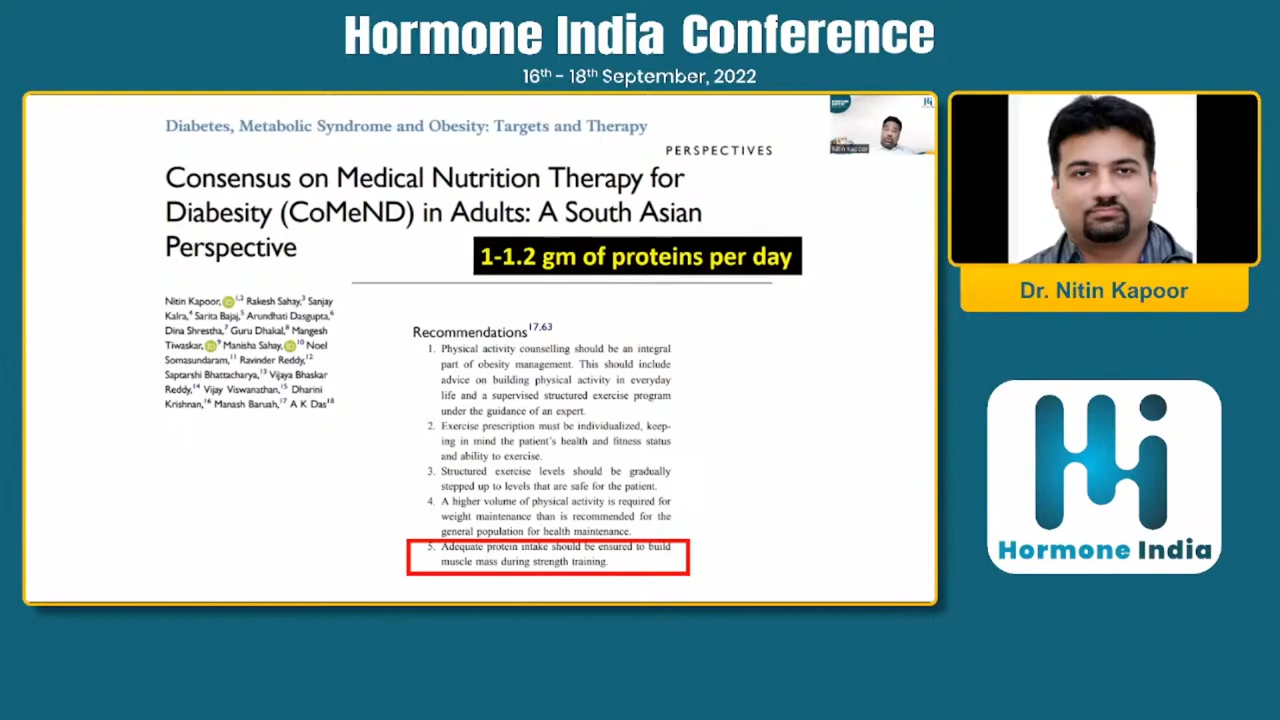 Hormone India Conference
16th - 18th September, 2022
Diabetes, Metabolic Syndrome and Obesity: Targets and Therapy
PERSPECTIVES
Consensus on Medical Nutrition Therapy for
Diabesity (CoMeND) in Adults: A South Asian
Perspective
1-1.2 gm of proteins per day
Nitin Kapoor, iD 1,2 Rakesh Sahay,3 Sanjay
Kalra,4 Sarita Bajaj,5 Arundhati Dasgupta,6
Dina Shrestha,7 Guru Dhakal,8 Mangesh
Tiwaskar, iD 9 Manisha Sahay, iD 10 Noel
Somasundaram,11 Ravinder Reddy,12
Saptarshi Bhattacharya,13 Vijaya Bhaskar
Reddy,14 Vijay Viswanathan,15 Dharini
Krishnan,16 Manash Baruah,17 A K Das18
Recommendations17,63
1. Physical activity counselling should be an integral
part of obesity management. This should include
advice on building physical activity in everyday
life and a supervised structured exercise program
under the guidance of an expert.
2. Exercise prescription must be individualized, keep-
ing in mind the patient's health and fitness status
and ability to exercise.
3. Structured exercise levels should be gradually
stepped up to levels that are safe for the patient.
4. A higher volume of physical activity is required for
weight maintenance than is recommended for the
general population for health maintenance.
5. Adequate protein intake should be ensured to build
muscle mass during strength training.
Nitin Kapoor
Dr. Nitin Kapoor
Hormone India